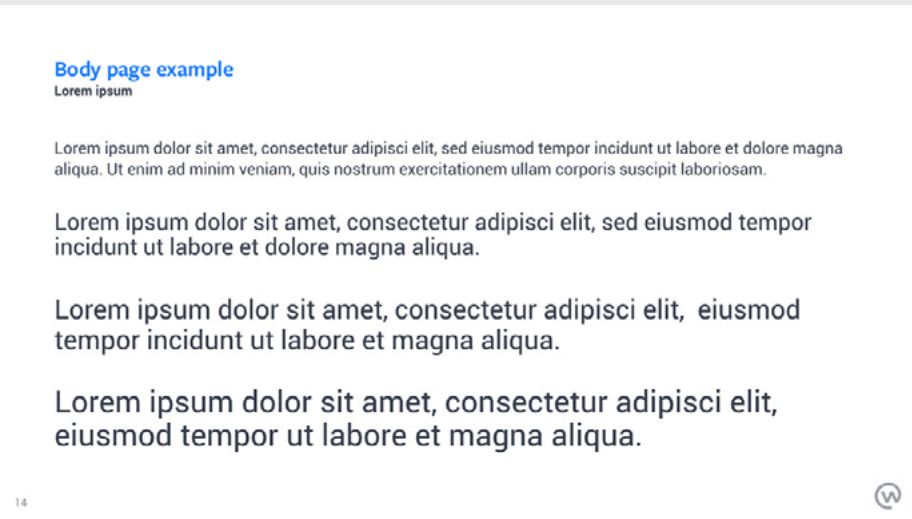 Body page example
Lorem ipsum
Lorem ipsum dolor sit amet, consectetur adipisci elit, sed eiusmod tempor incidunt ut labore et dolore magna
aliqua. Ut enim ad minim veniam, quis nostrum exercitationem ullam corporis suscipit laboriosam.
Lorem ipsum dolor sit amet, consectetur adipisci elit, sed eiusmod tempor
incidunt ut labore et dolore magna aliqua.
Lorem ipsum dolor sit amet, consectetur adipisci elit,  eiusmod
tempor incidunt ut labore et magna aliqua.
Lorem ipsum dolor sit amet, consectetur adipisci elit,
eiusmod tempor ut labore et magna aliqua.
14